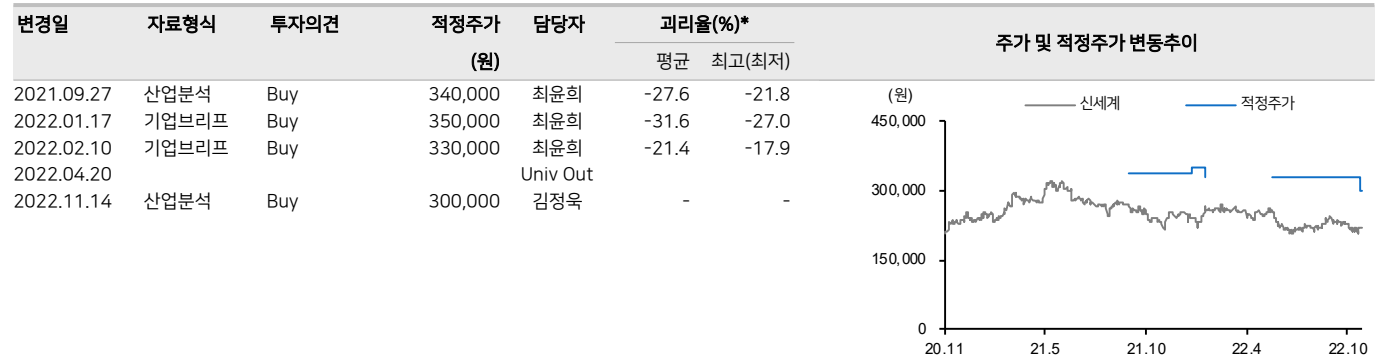 변경일 자료형식 투자의견 적정주가 담당자 괴리율(%)*
(원) 평균 최고(최저)
2021.09.27 산업분석 Buy 340,000 최윤희 -27.6 -21.8
2022.01.17 기업브리프 Buy 350,000 최윤희 -31.6 -27.0
2022.02.10 기업브리프 Buy 330,000 최윤희 -21.4 -17.9
2022.04.20 Univ Out
2022.11.14 산업분석 Buy 300,000 김정욱 - -
주가 및 적정주가 변동추이
(원) 신세계 적정주가
450,000
300,000
150,000
0
20.11 21.5 21.10 22.4 22.10